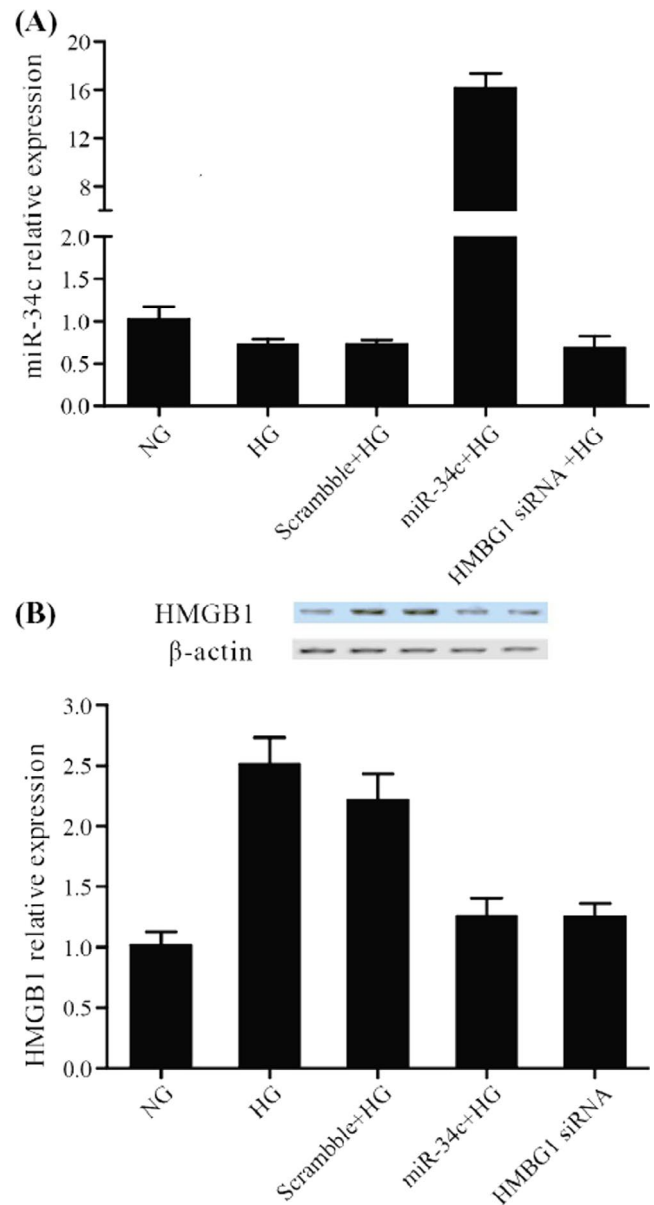 (A)
miR-34c relative expression
20
16
12
8
2.0
1.5
1.0
0.5
0.0
NG
HG
Scrambble+HG
miR-34c+HG
HMBG1 siRNA +HG
(B)
HMGB1
β-actin
HMGB1 relative expression
3.0
2.5
2.0
1.5
1.0
0.5
0.0
NG
HG
Scrambble+HG
miR-34c+HG
HMBG1 siRNA